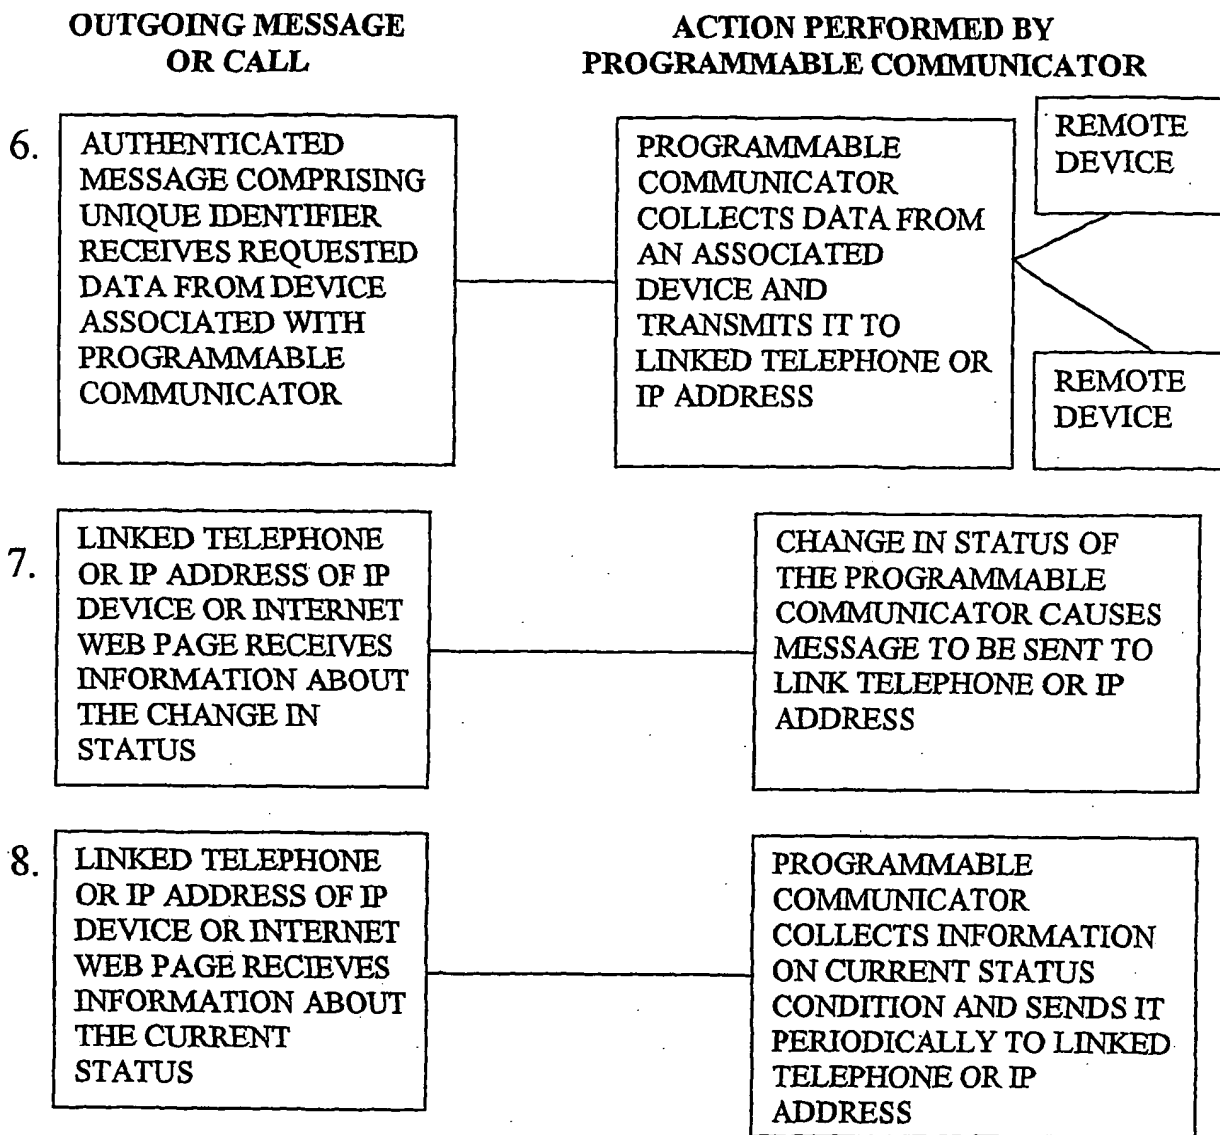 OUTGOING MESSAGE
OR CALL
ACTION PERFORMED BY
PROGRAMMABLE COMMUNICATOR
6.
AUTHENTICATED
MESSAGE COMPRISING
UNIQUE IDENTIFIER
RECEIVES REQUESTED
DATA FROM DEVICE
ASSOCIATED WITH
PROGRAMMABLE
COMMUNICATOR
PROGRAMMABLE
COMMUNICATOR
COLLECTS DATA FROM
AN ASSOCIATED
DEVICE AND
TRANSMITS IT TO
LINKED TELEPHONE OR
IP ADDRESS
REMOTE
DEVICE
REMOTE
DEVICE
7.
LINKED TELEPHONE
OR IP ADDRESS OF IP
DEVICE OR INTERNET
WEB PAGE RECEIVES
INFORMATION ABOUT
THE CHANGE IN
STATUS
CHANGE IN STATUS OF
THE PROGRAMMABLE
COMMUNICATOR CAUSES
MESSAGE TO BE SENT TO
LINK TELEPHONE OR IP
ADDRESS
8.
LINKED TELEPHONE
OR IP ADDRESS OF IP
DEVICE OR INTERNET
WEB PAGE RECIEVES
INFORMATION ABOUT
THE CURRENT
STATUS
PROGRAMMABLE
COMMUNICATOR
COLLECTS INFORMATION
ON CURRENT STATUS
CONDITION AND SENDS IT
PERIODICALLY TO LINKED
TELEPHONE OR IP
ADDRESS